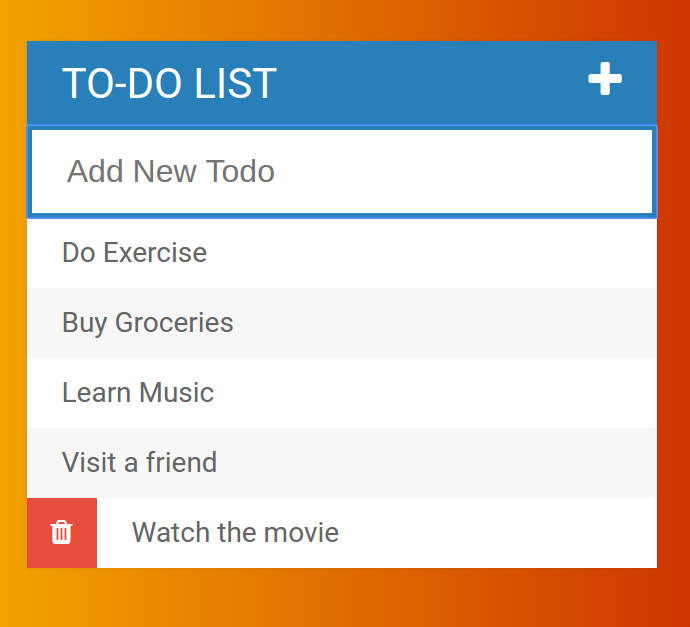 TO-DO LIST
Add New Todo
Do Exercise
Buy Groceries
Learn Music
Visit a friend
Watch the movie